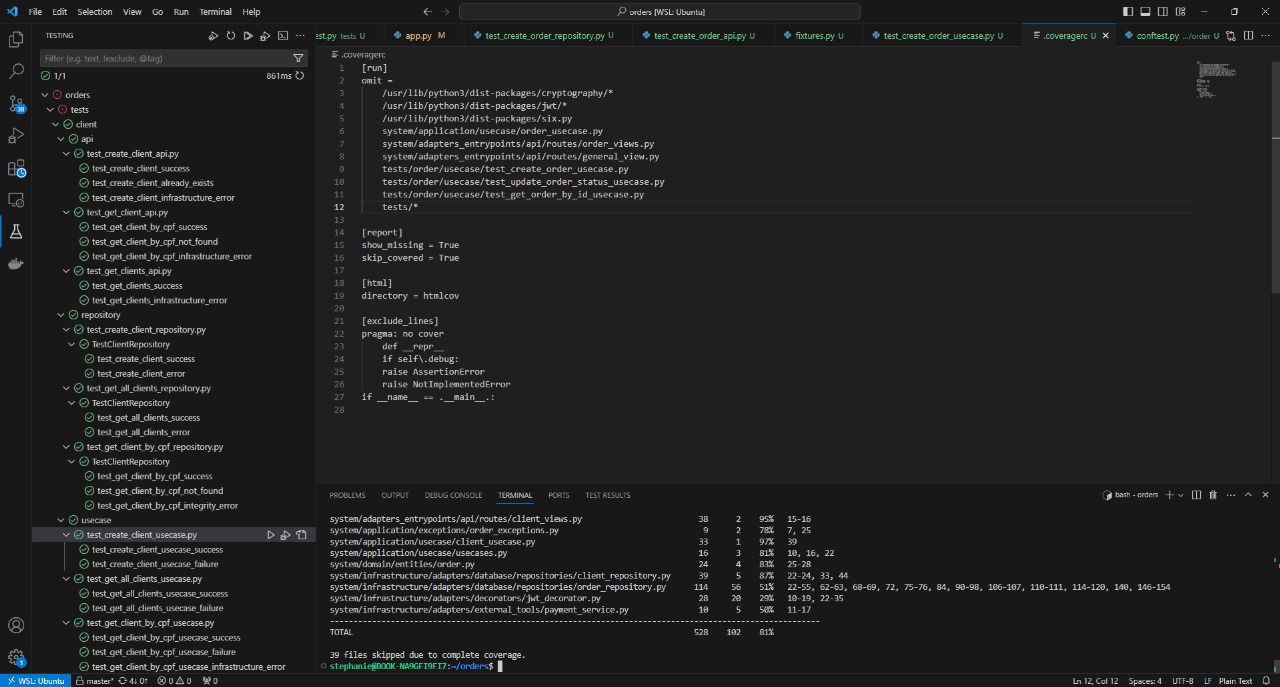 File Edit Selection View Go Run Terminal Help
orders [WSL: Ubuntu]
TESTING
Filter (e.g. text, !exclude, @tag)
1/1 861ms
orders
tests
client
api
test_create_client_api.py
test_create_client_success
test_create_client_already_exists
test_create_client_infrastructure_error
test_get_client_api.py
test_get_client_by_cpf_success
test_get_client_by_cpf_not_found
test_get_client_by_cpf_infrastructure_error
test_get_clients_api.py
test_get_clients_success
test_get_clients_infrastructure_error
repository
test_create_client_repository.py
TestClientRepository
test_create_client_success
test_create_client_error
test_get_all_clients_repository.py
TestClientRepository
test_get_all_clients_success
test_get_all_clients_error
test_get_client_by_cpf_repository.py
TestClientRepository
test_get_client_by_cpf_success
test_get_client_by_cpf_not_found
test_get_client_by_cpf_integrity_error
usecase
test_create_client_usecase.py
test_create_client_usecase_success
test_create_client_usecase_failure
test_get_all_clients_usecase.py
test_get_all_clients_usecase_success
test_get_all_clients_usecase_failure
test_get_client_by_cpf_usecase.py
test_get_client_by_cpf_usecase_success
test_get_client_by_cpf_usecase_failure
test_get_client_by_cpf_usecase_infrastructure_error
est.py tests U app.py M test_create_order_repository.py U test_create_order_api.py U fixtures.py U test_create_order_usecase.py U .coveragerc U conftest.py .../order U
.coveragerc
1 [run]
2 omit =
3 /usr/lib/python3/dist-packages/cryptography/*
4 /usr/lib/python3/dist-packages/jwt/*
5 /usr/lib/python3/dist-packages/six.py
6 system/application/usecase/order_usecase.py
7 system/adapters_entrypoints/api/routes/order_views.py
8 system/adapters_entrypoints/api/routes/general_view.py
9 tests/order/usecase/test_create_order_usecase.py
10 tests/order/usecase/test_update_order_status_usecase.py
11 tests/order/usecase/test_get_order_by_id_usecase.py
12 tests/*
13
14 [report]
15 show_missing = True
16 skip_covered = True
17
18 [html]
19 directory = htmlcov
20
21 [exclude_lines]
22 pragma: no cover
23 def __repr__
24 if self\.debug:
25 raise AssertionError
26 raise NotImplementedError
27 if __name__ == .__main__.:
28
PROBLEMS OUTPUT DEBUG CONSOLE TERMINAL PORTS TEST RESULTS
bash - orders
system/adapters_entrypoints/api/routes/client_views.py 38 2 95% 15-16
system/application/exceptions/order_exceptions.py 9 2 78% 7, 25
system/application/usecase/client_usecase.py 33 1 97% 39
system/application/usecase/usecases.py 16 3 81% 10, 16, 22
system/domain/entities/order.py 24 4 83% 25-28
system/infrastructure/adapters/database/repositories/client_repository.py 39 5 87% 22-24, 33, 44
system/infrastructure/adapters/database/repositories/order_repository.py 114 56 51% 22-55, 62-63, 68-69, 72, 75-76, 84, 90-98, 106-107, 110-111, 114-120, 140, 146-154
system/infrastructure/adapters/decorators/jwt_decorator.py 28 20 29% 10-19, 22-35
system/infrastructure/adapters/external_tools/payment_service.py 10 5 50% 11-17
TOTAL 528 102 81%
39 files skipped due to complete coverage.
stephanie@BOOK-NA9GFI9FI7:~/orders$
38
1
WSL: Ubuntu master* 4↓ 0↑ 0 0 0
Ln 12, Col 12 Spaces: 4 UTF-8 LF Plain Text